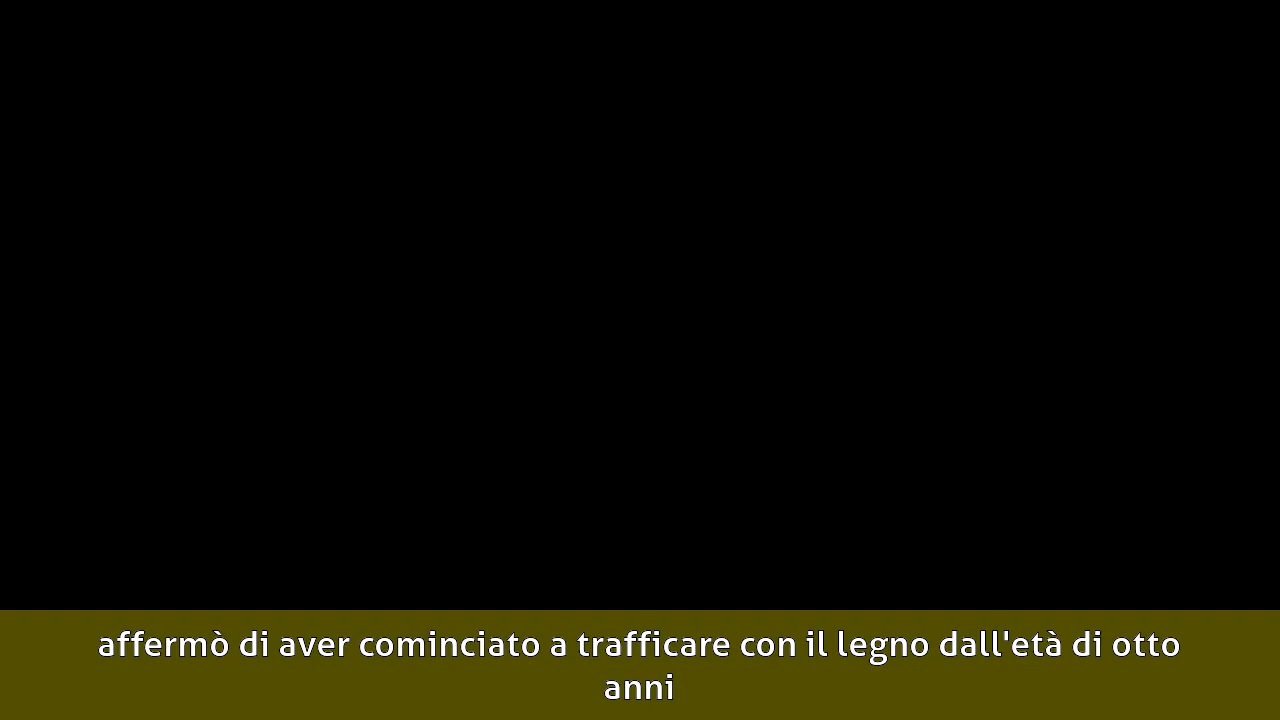 affermò di aver cominciato a trafficare con il legno dall'età di otto
anni